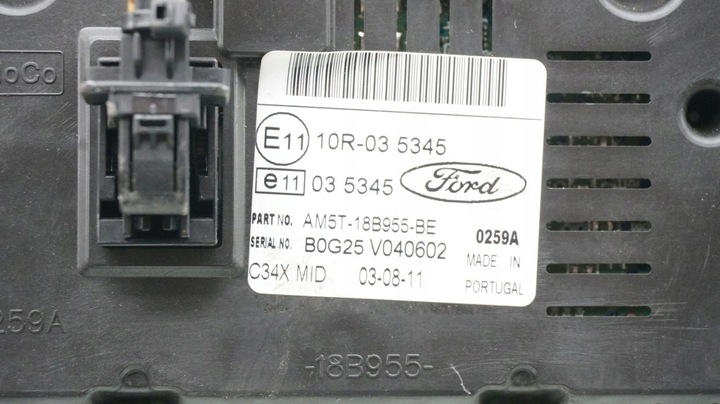 oCo
E11 10R-03 5345
e11 03 5345 Ford
PART NO. AM5T-18B955-BE 0259A
SERIAL NO. B0G25 V040602 MADE IN
C34X MID 03-08-11 PORTUGAL
259A
-18B955-